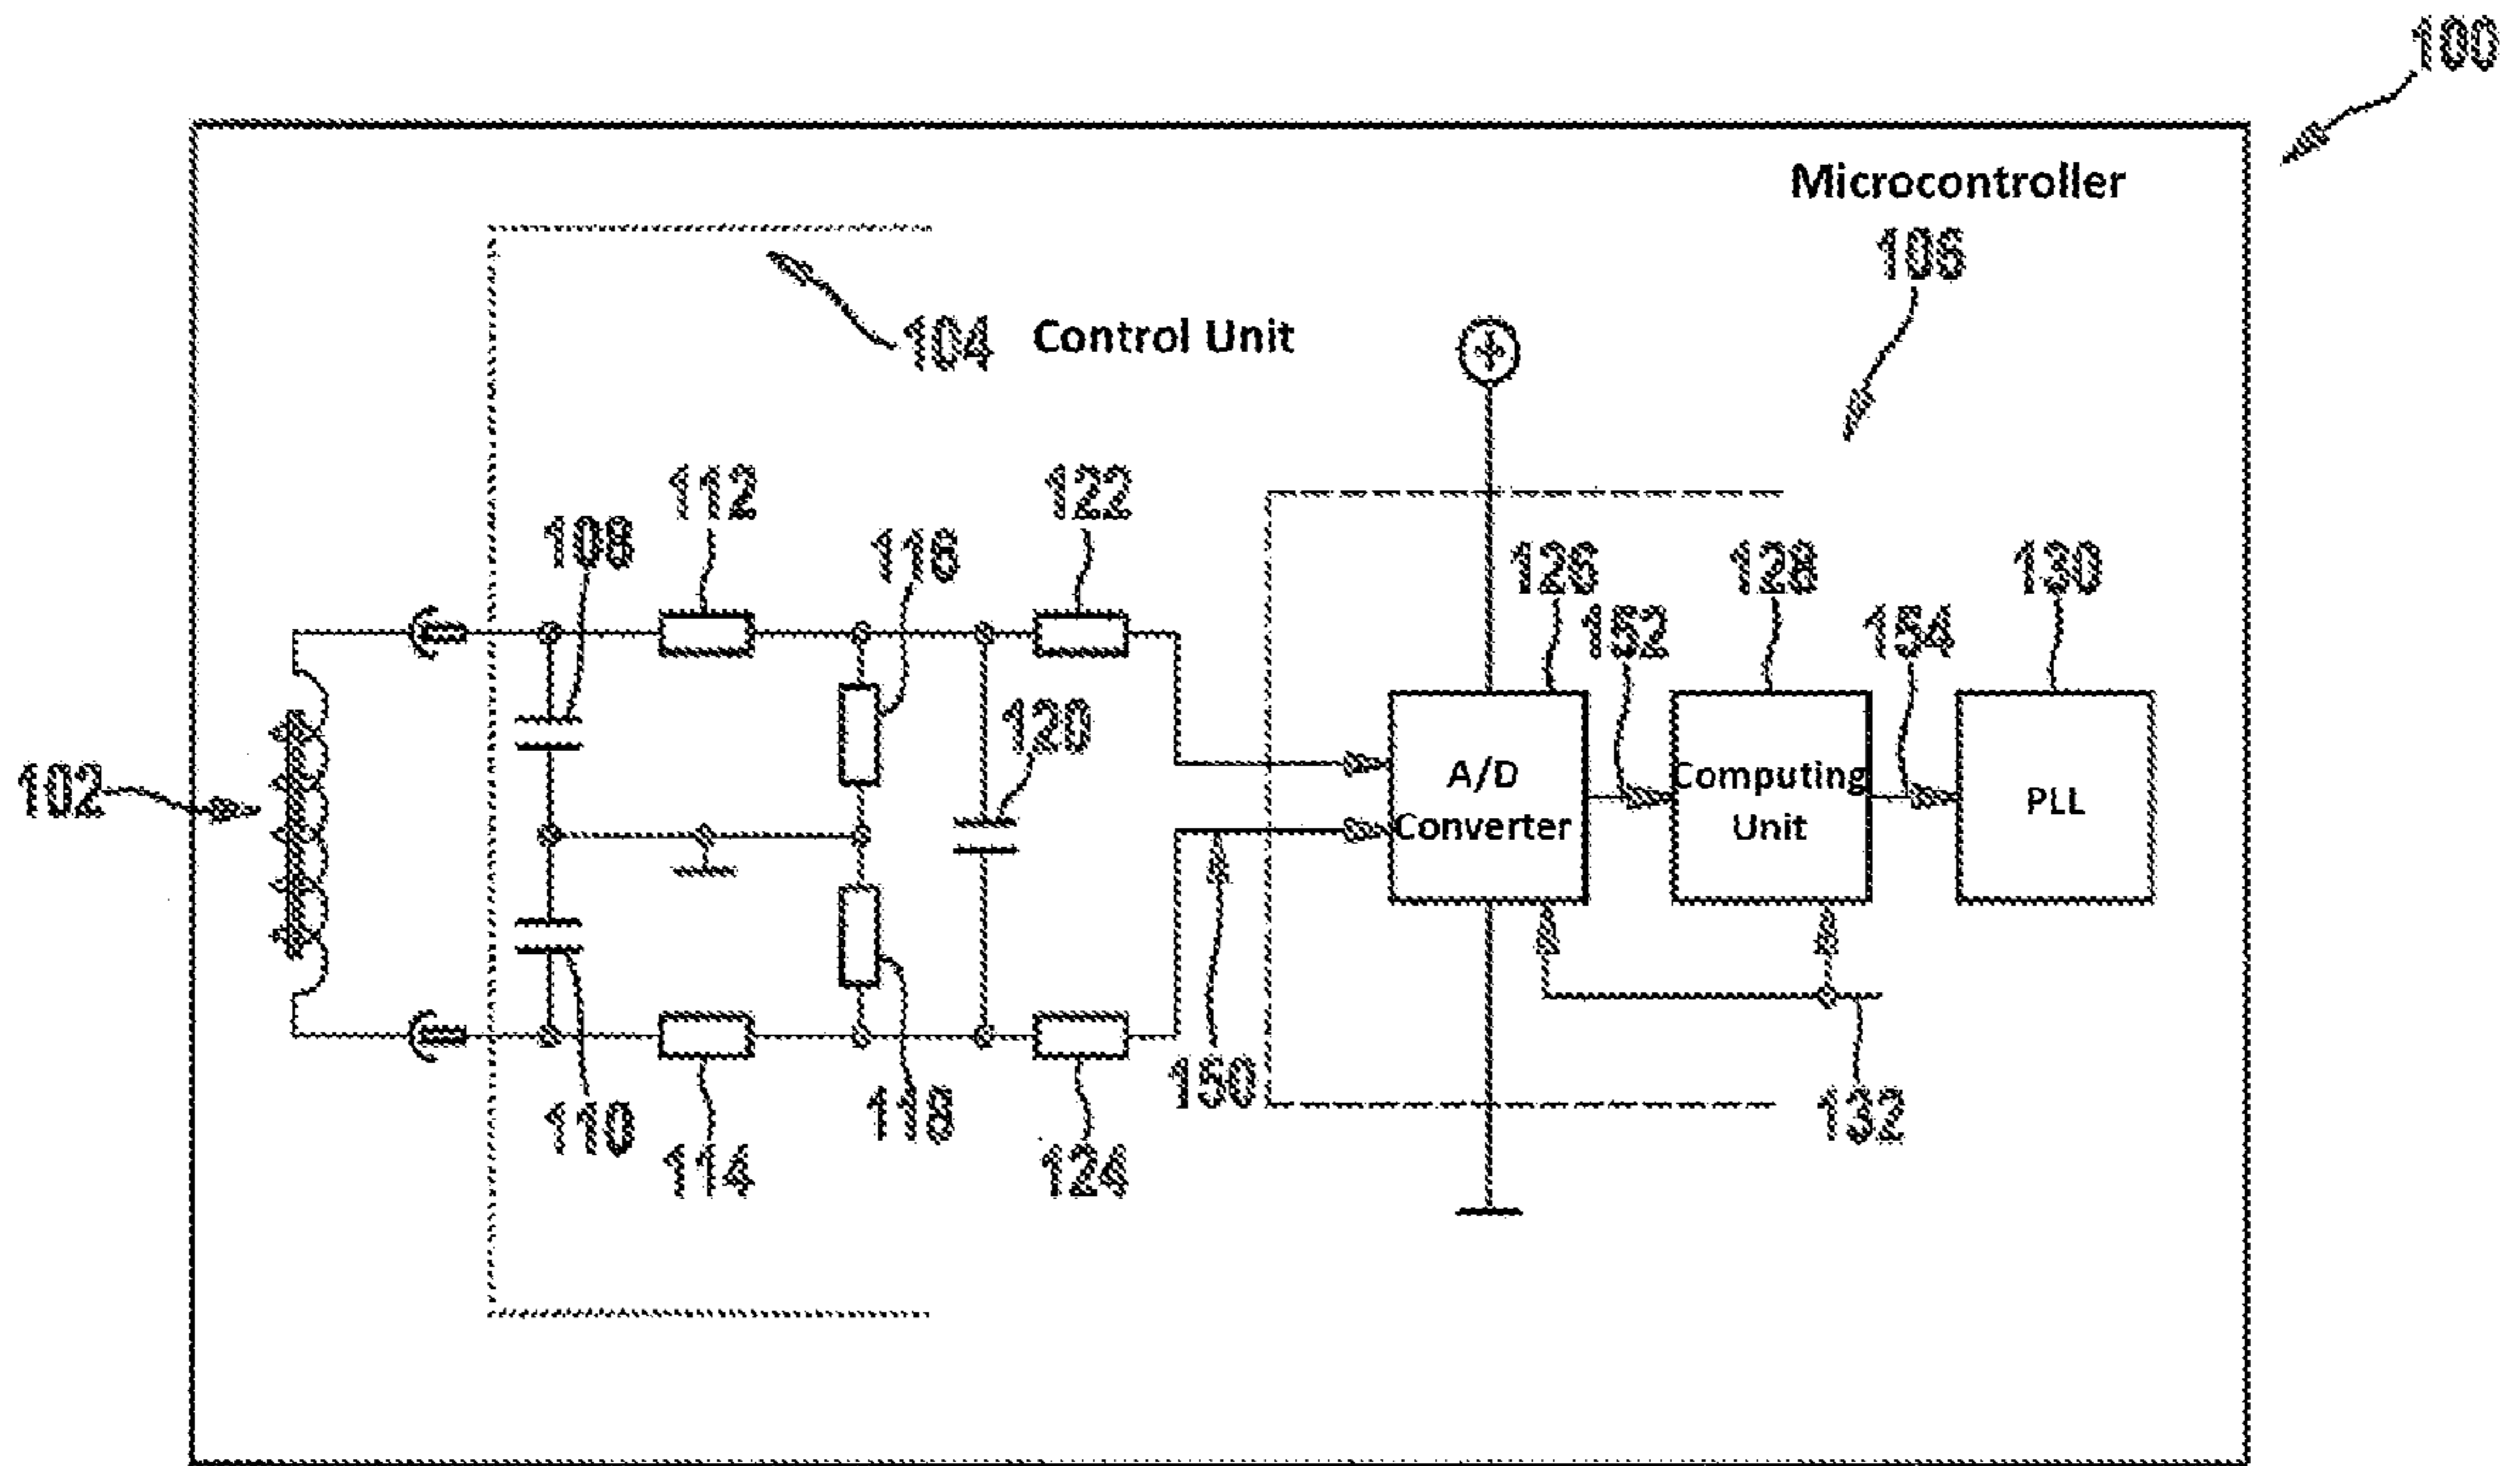 100
Microcontroller
106
104 Control Unit
112
122
108
116
126
128
130
152
154
120
102
A/D
Converter
Computing
Unit
PLL
150
110
118
132
114
124